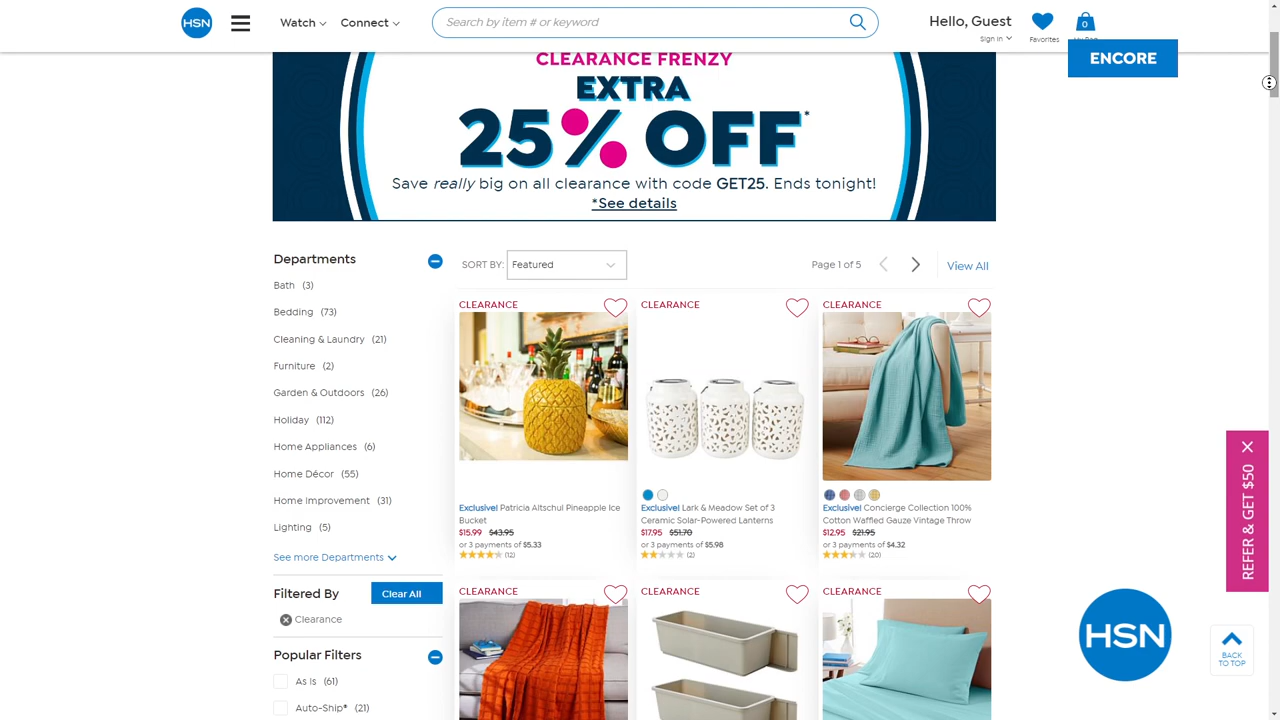 HSN
Watch
Connect
Search by item # or keyword
Hello, Guest
Sign In
Favorites
0
ENCORE
CLEARANCE FRENZY
EXTRA
25% OFF*
Save really big on all clearance with code GET25. Ends tonight!
*See details
Departments
Bath (3)
Bedding (73)
Cleaning & Laundry (21)
Furniture (2)
Garden & Outdoors (26)
Holiday (112)
Home Appliances (6)
Home Décor (55)
Home Improvement (31)
Lighting (5)
See more Departments
Filtered By
Clear All
Clearance
Popular Filters
As Is (61)
Auto-Ship® (21)
SORT BY: Featured
Page 1 of 5
View All
CLEARANCE
Exclusive! Patricia Altschul Pineapple Ice
Bucket
$15.99 $43.95
or 3 payments of $5.33
(12)
CLEARANCE
Exclusive! Lark & Meadow Set of 3
Ceramic Solar-Powered Lanterns
$17.95 $51.70
or 3 payments of $5.98
(2)
CLEARANCE
Exclusive! Concierge Collection 100%
Cotton Waffled Gauze Vintage Throw
$12.95 $21.95
or 3 payments of $4.32
(20)
CLEARANCE
CLEARANCE
CLEARANCE
REFER & GET $50
HSN
BACK
TO TOP